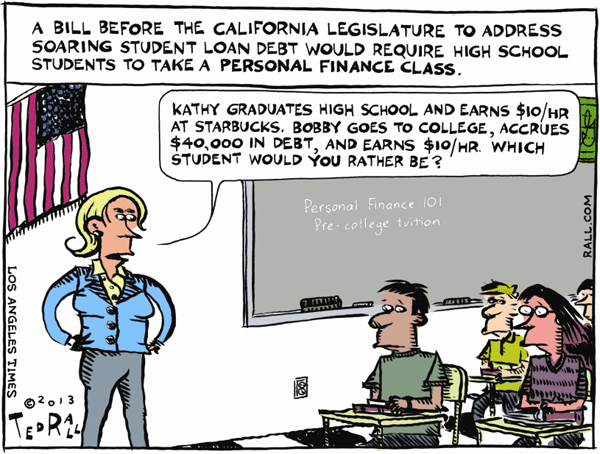 A BILL BEFORE THE CALIFORNIA LEGISLATURE TO ADDRESS
SOARING STUDENT LOAN DEBT WOULD REQUIRE HIGH SCHOOL
STUDENTS TO TAKE A PERSONAL FINANCE CLASS.
KATHY GRADUATES HIGH SCHOOL AND EARNS $10/HR
AT STARBUCKS. BOBBY GOES TO COLLEGE, ACCRUES
$40,000 IN DEBT, AND EARNS $10/HR. WHICH
STUDENT WOULD YOU RATHER BE?
Personal Finance 101:
Pre-college tuition
RALL.COM
LOS ANGELES TIMES
©2013
TED RALL